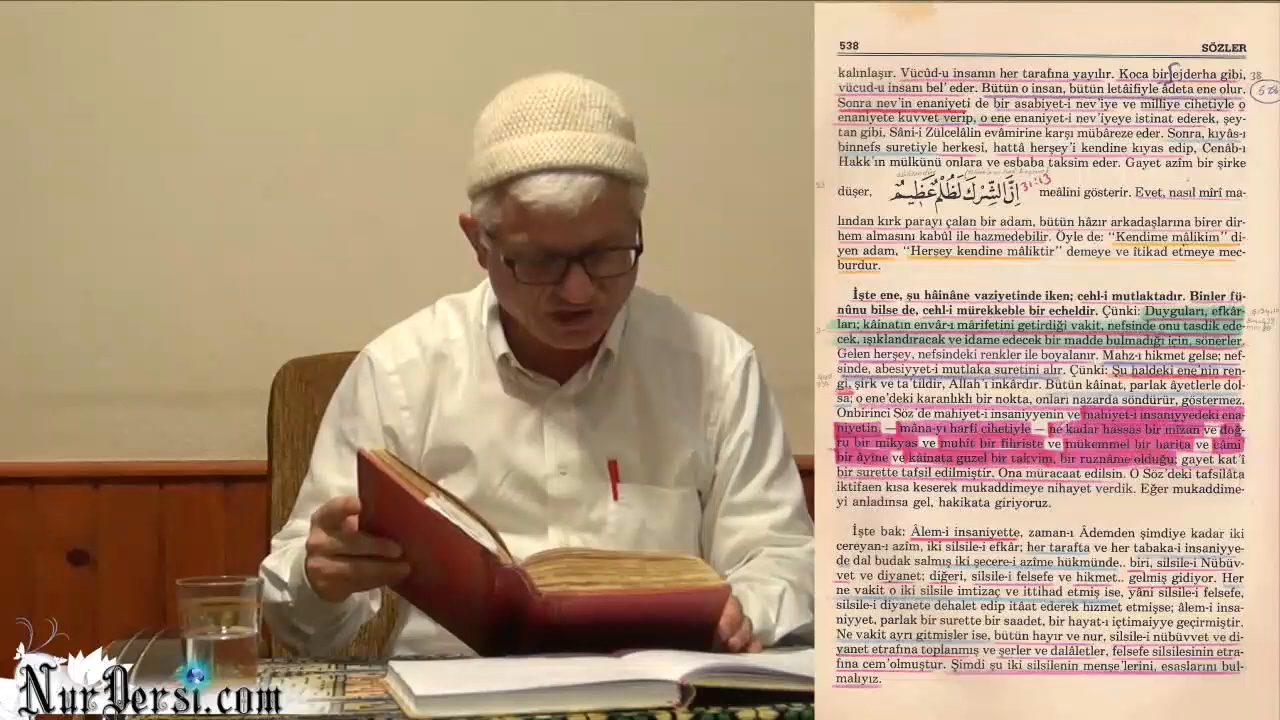 538 SÖZLER
kalınlaşır. Vücûd-u insanın her tarafına yayılır. Koca bir ejderha gibi,
vücud-u insanı bel' eder. Bütün o insan, bütün letâifiyle âdeta ene olur.
Sonra nev'in enaniyeti de bir asabiyet-i nev'iye ve milliye cihetiyle o
enaniyete kuvvet verip, o ene enaniyet-i nev'iyeye istinat ederek, şey-
tan gibi, Sâni-i Zülcelâlin evâmirine karşı mübâreze eder. Sonra, kıyâs-ı
binnefs suretiyle herkesi, hattâ herşey'i kendine kıyas edip, Cenâb-ı
Hakk'ın mülkünü onlara ve esbaba taksim eder. Gayet azîm bir şirke
düşer, اِنَّ الشِّرْكَ لَظُلْمٌ عَظِيمٌ 31:13 meâlini gösterir. Evet, nasıl mîrî ma-
lından kırk parayı çalan bir adam, bütün hâzır arkadaşlarına birer dir-
hem almasını kabûl ile hazmedebilir. Öyle de: "Kendime mâlikim" di-
yen adam, "Herşey kendine mâliktir" demeye ve îtikad etmeye mec-
burdur.
İşte ene, şu hâinâne vaziyetinde iken; cehl-i mutlaktadır. Binler fü-
nûnu bilse de, cehl-i mürekkeble bir echeldir. Çünki: Duyguları, efkâr-
ları; kâinatın envâr-ı mârifetini getirdiği vakit, nefsinde onu tasdik ede-
cek, ışıklandıracak ve idame edecek bir madde bulmadığı için, sönerler.
Gelen herşey, nefsindeki renkler ile boyalanır. Mahz-ı hikmet gelse; nef-
sinde, abesiyyet-i mutlaka suretini alır. Çünki: Şu haldeki ene'nin ren-
gi, şirk ve ta'tîldir, Allah'ı inkârdır. Bütün kâinat, parlak âyetlerle dol-
sa; o ene'deki karanlıklı bir nokta, onları nazarda söndürür, göstermez.
Onbirinci Söz'de mahiyet-i insaniyyenin ve mahiyet-i insaniyyedeki ena-
niyetin — mâna-yı harfî cihetiyle — ne kadar hassas bir mîzan ve doğ-
ru bir mikyas ve muhît bir fihriste ve mükemmel bir harita ve câmi'
bir âyine ve kâinata güzel bir takvim, bir ruznâme olduğu; gayet kat'î
bir surette tafsil edilmiştir. Ona müracaat edilsin. O Söz'deki tafsilâta
iktifaen kısa keserek mukaddimeye nihayet verdik. Eğer mukaddime-
yi anladınsa gel, hakikata giriyoruz.
İşte bak: Âlem-i insaniyette, zaman-ı Âdemden şimdiye kadar iki
cereyan-ı azîm, iki silsile-i efkâr; her tarafta ve her tabaka-i insaniyye-
de dal budak salmış iki şecere-i azîme hükmünde.. biri, silsile-i Nübüv-
vet ve diyanet; diğeri, silsile-i felsefe ve hikmet.. gelmiş gidiyor. Her
ne vakit o iki silsile imtizaç ve ittihad etmiş ise, yâni silsile-i felsefe,
silsile-i diyanete dehalet edip itâat ederek hizmet etmişse; âlem-i insa-
niyyet, parlak bir surette bir saadet, bir hayat-ı içtimaiyye geçirmiştir.
Ne vakit ayrı gitmişler ise, bütün hayır ve nur, silsile-i nübüvvet ve di-
yanet etrafına toplanmış ve şerler ve dalâletler, felsefe silsilesinin etra-
fına cem'olmuştur. Şimdi şu iki silsilenin menşe'lerini, esaslarını bul-
malıyız.
38
NurDersi.com